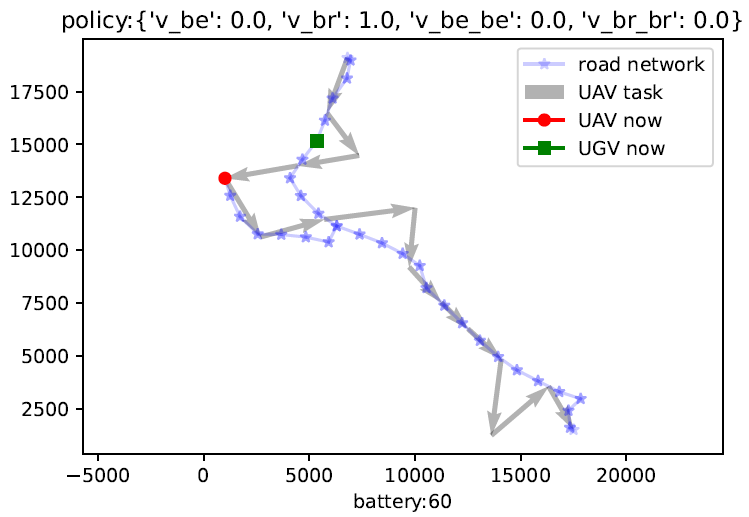 policy:{'v_be': 0.0, 'v_br': 1.0, 'v_be_be': 0.0, 'v_br_br': 0.0}
road network
UAV task
UAV now
UGV now
17500
15000
12500
10000
7500
5000
2500
−5000 0 5000 10000 15000 20000
battery:60